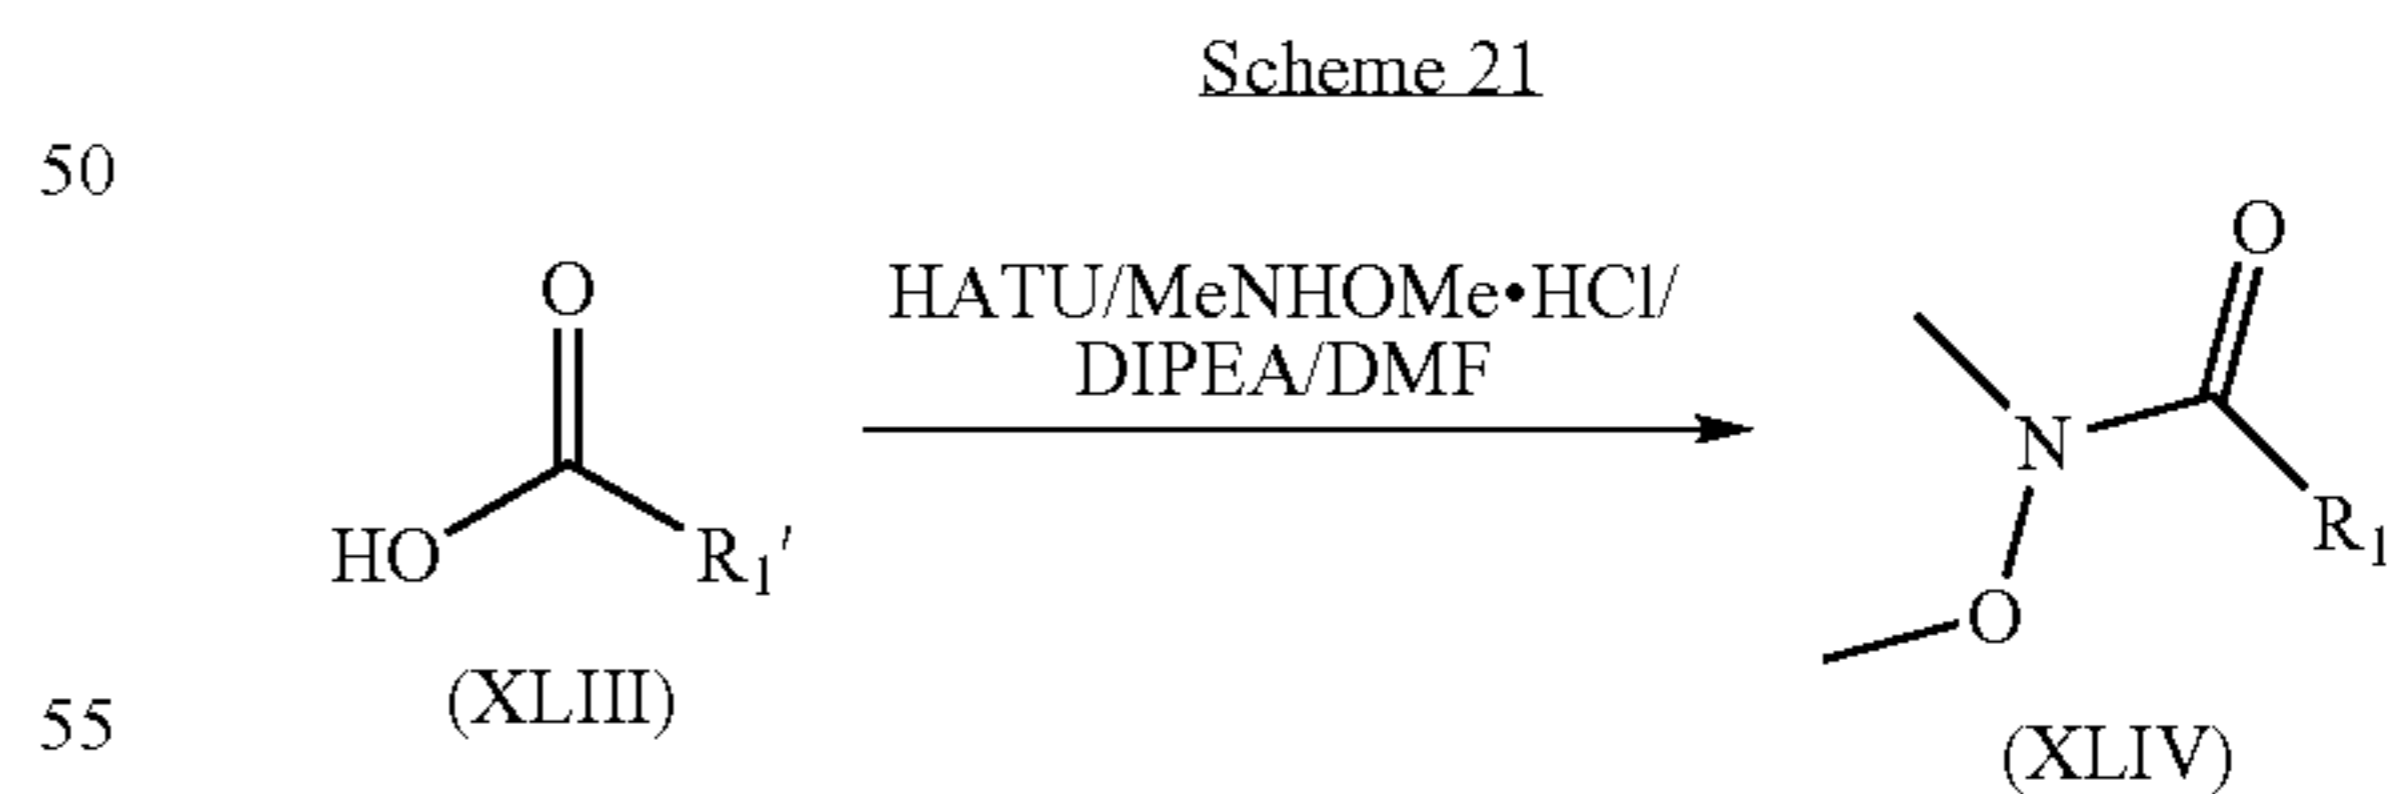 Scheme 21
50
O
HATU/MeNHOMe•HCl/
DIPEA/DMF
HO
R₁′
(XLIII)
O
N
R₁
O
55
(XLIV)